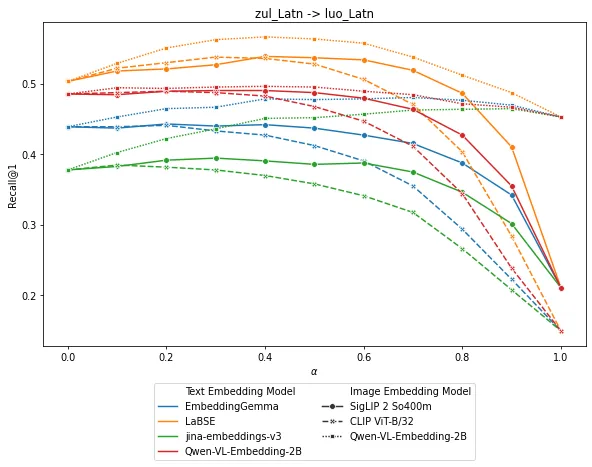 zul_Latn -> luo_Latn
Recall@1
0.5
0.4
0.3
0.2
0.0 0.2 0.4 0.6 0.8 1.0
α
Text Embedding Model
EmbeddingGemma
LaBSE
jina-embeddings-v3
Qwen-VL-Embedding-2B
Image Embedding Model
SigLIP 2 So400m
CLIP ViT-B/32
Qwen-VL-Embedding-2B